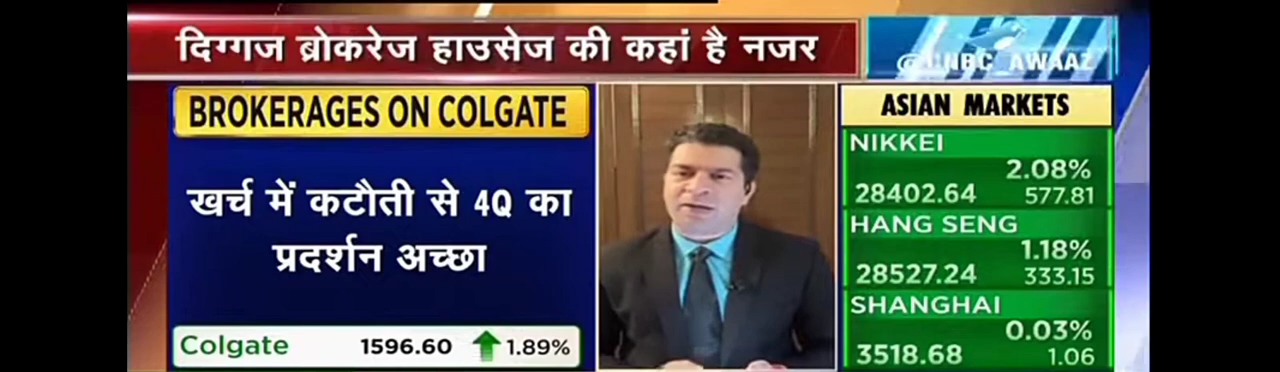 दिग्गज ब्रोकरेज हाउसेज की कहां है नजर
@CNBC_AWAAZ
BROKERAGES ON COLGATE
खर्च में कटौती से 4Q का
प्रदर्शन अच्छा
Colgate 1596.60 1.89%
ASIAN MARKETS
NIKKEI
2.08%
28402.64 577.81
HANG SENG
1.18%
28527.24 333.15
SHANGHAI
0.03%
3518.68 1.06